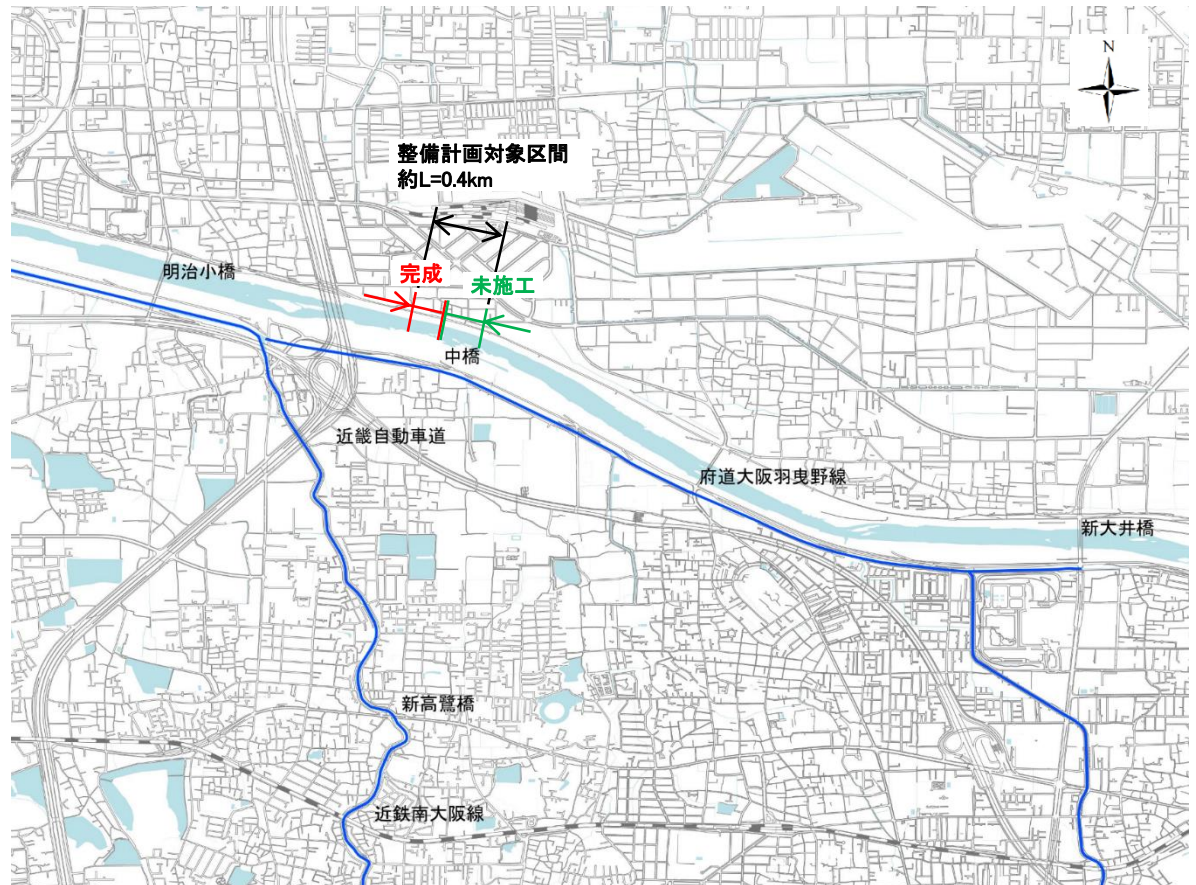 N
整備計画対象区間
約L=0.4km
明治小橋
完成
未施工
中橋
近畿自動車道
府道大阪羽曳野線
新大井橋
新高鷲橋
近鉄南大阪線